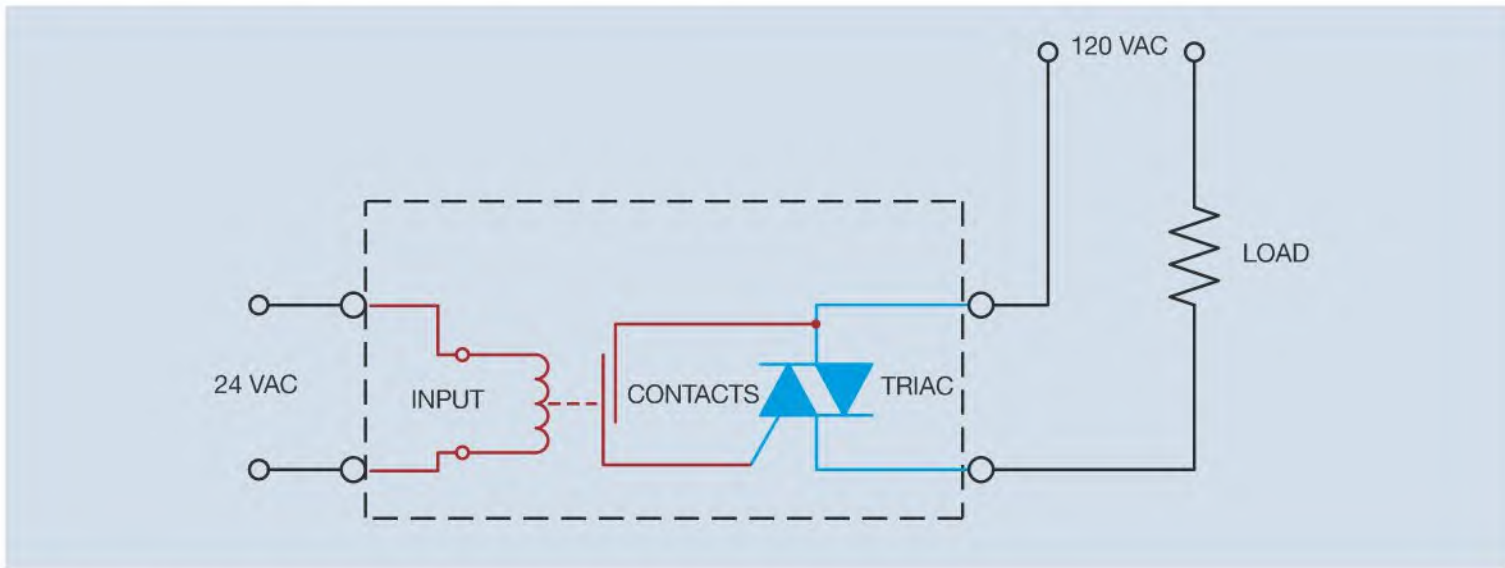 120 VAC
LOAD
24 VAC
INPUT
CONTACTS
TRIAC